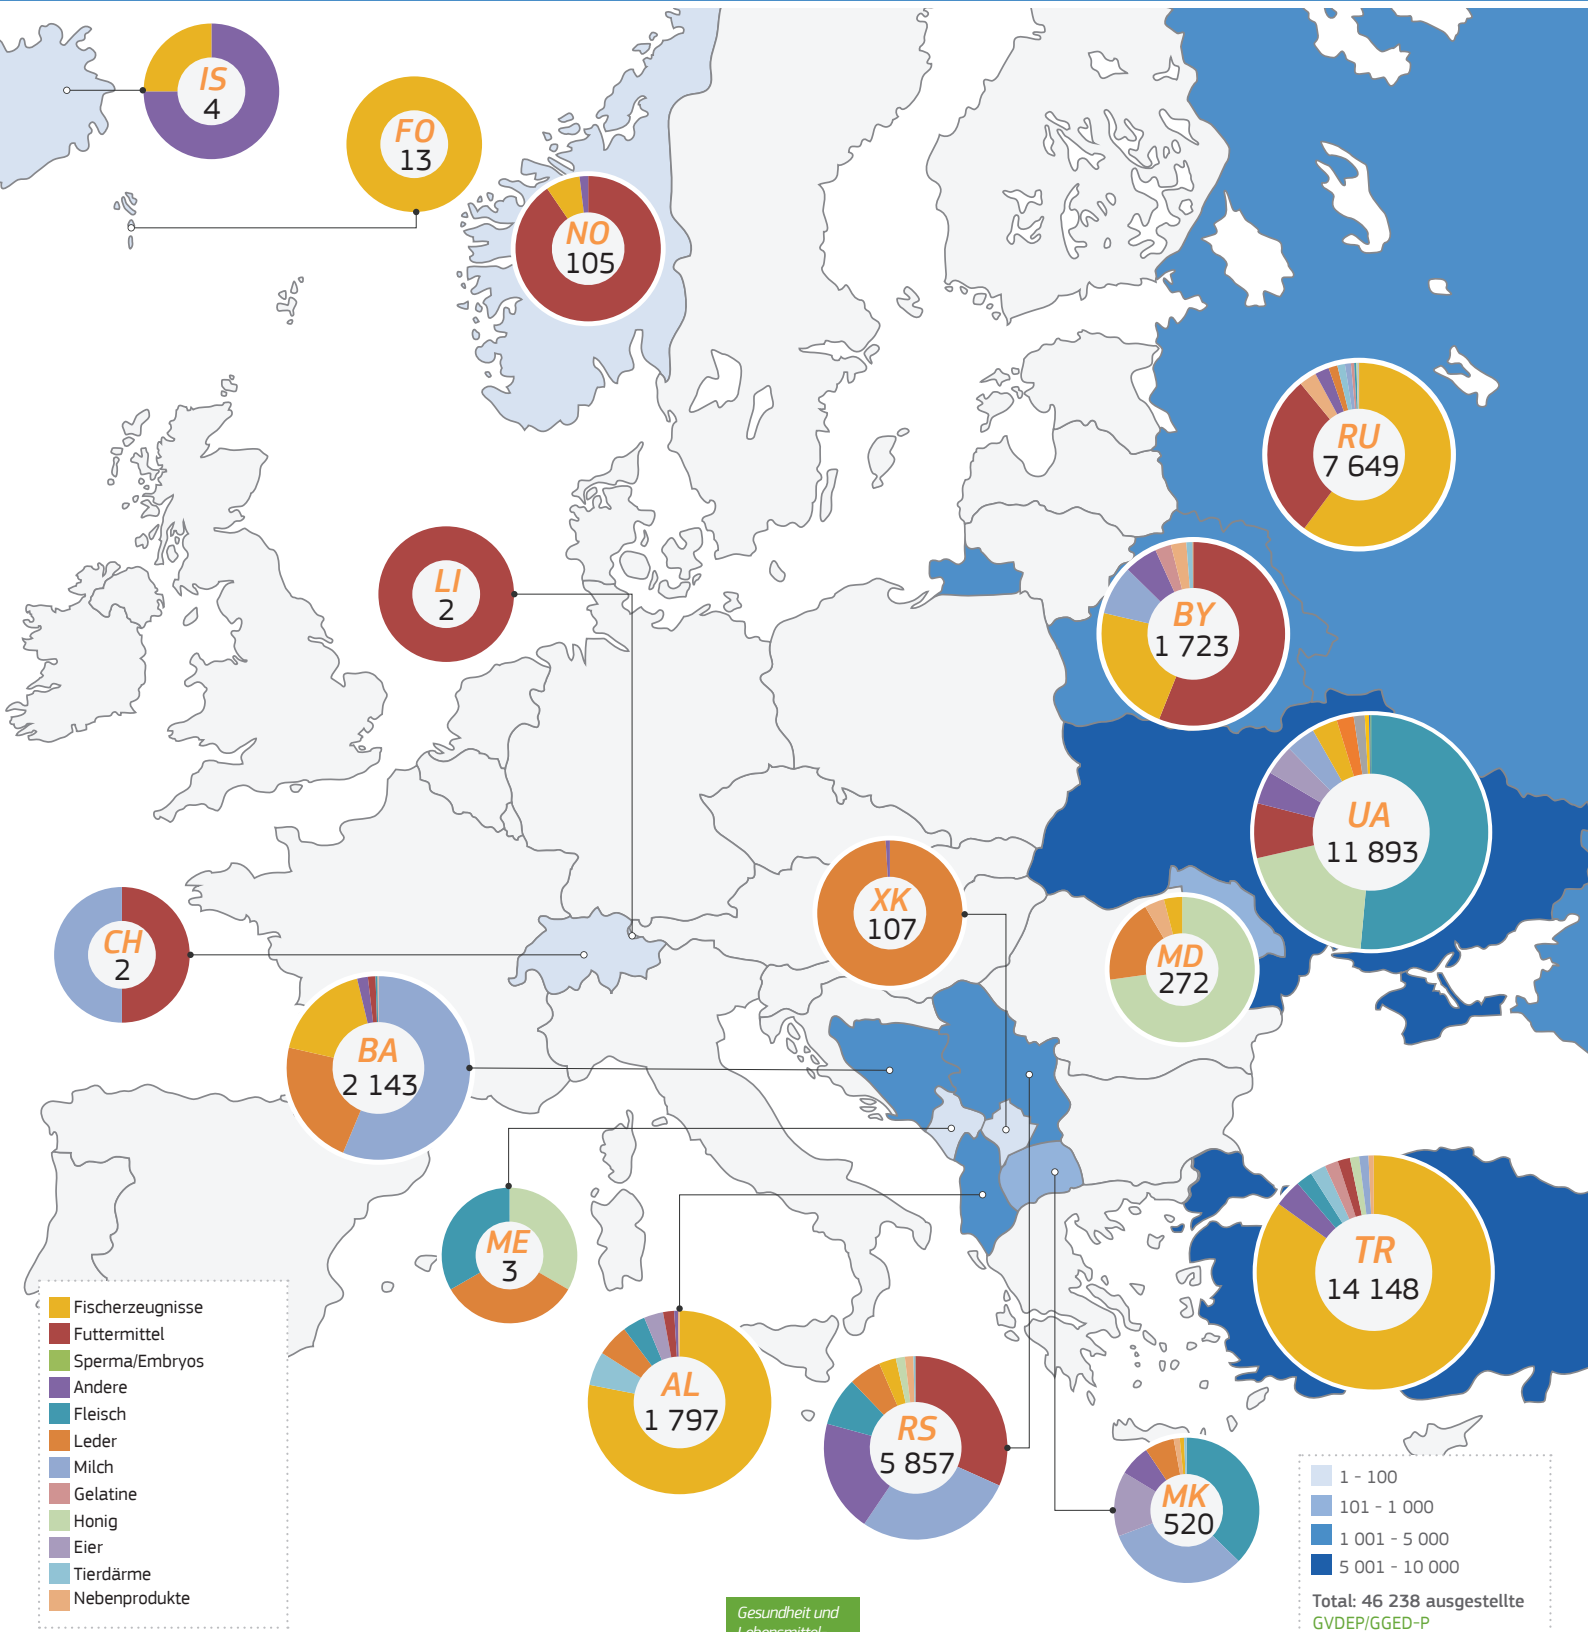 IS
4
FO
13
NO
105
RU
7 649
LI
2
BY
1 723
UA
11 893
XK
107
CH
2
MD
272
BA
2 143
ME
3
TR
14 148
AL
1 797
RS
5 857
MK
520
Fischerzeugnisse
Futtermittel
Sperma/Embryos
Andere
Fleisch
Leder
Milch
Gelatine
Honig
Eier
Tierdärme
Nebenprodukte
1 - 100
101 - 1 000
1 001 - 5 000
5 001 - 10 000
Total: 46 238 ausgestellte
GVDEP/GGED-P
Gesundheit und
Lebensmittel